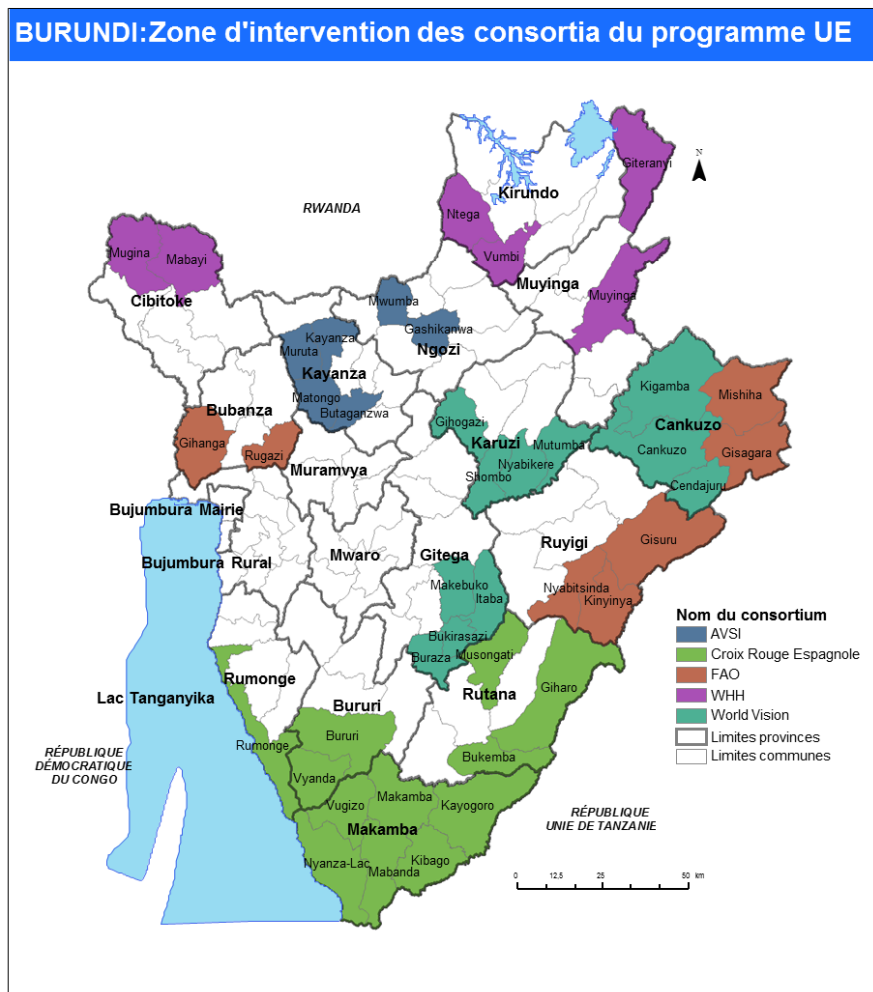 BURUNDI:Zone d'intervention des consortia du programme UE
Giteranyi
N
Kirundo
RWANDA
Ntega
Vumbi
Mugina
Mabayi
Muyinga
Muyinga
Cibitoke
Mwumba
Gashikanwa
Ngozi
Kayanza
Muruta
Kayanza
Matongo
Butaganzwa
Kigamba
Mishiha
Cankuzo
Cankuzo
Gisagara
Cendajuru
Bubanza
Gihanga
Rugazi
Gihogazi
Karuzi
Mutumba
Nyabikere
Shombo
Muramvya
Bujumbura Mairie
Bujumbura Rural
Mwaro
Gitega
Ruyigi
Gisuru
Makebuko
Itaba
Nyabitsinda
Kinyinya
Bukirasazi
Buraza
Musongati
Rutana
Giharo
Bukemba
Nom du consortium
AVSI
Croix Rouge Espagnole
FAO
WHH
World Vision
Limites provinces
Limites communes
Lac Tanganyika
Rumonge
Rumonge
Bururi
Bururi
Vyanda
RÉPUBLIQUE
DÉMOCRATIQUE
DU CONGO
Makamba
Vugizo
Kayogoro
Makamba
Nyanza-Lac
Kibago
Mabanda
RÉPUBLIQUE
UNIE DE TANZANIE
0 12,5 25 50 km